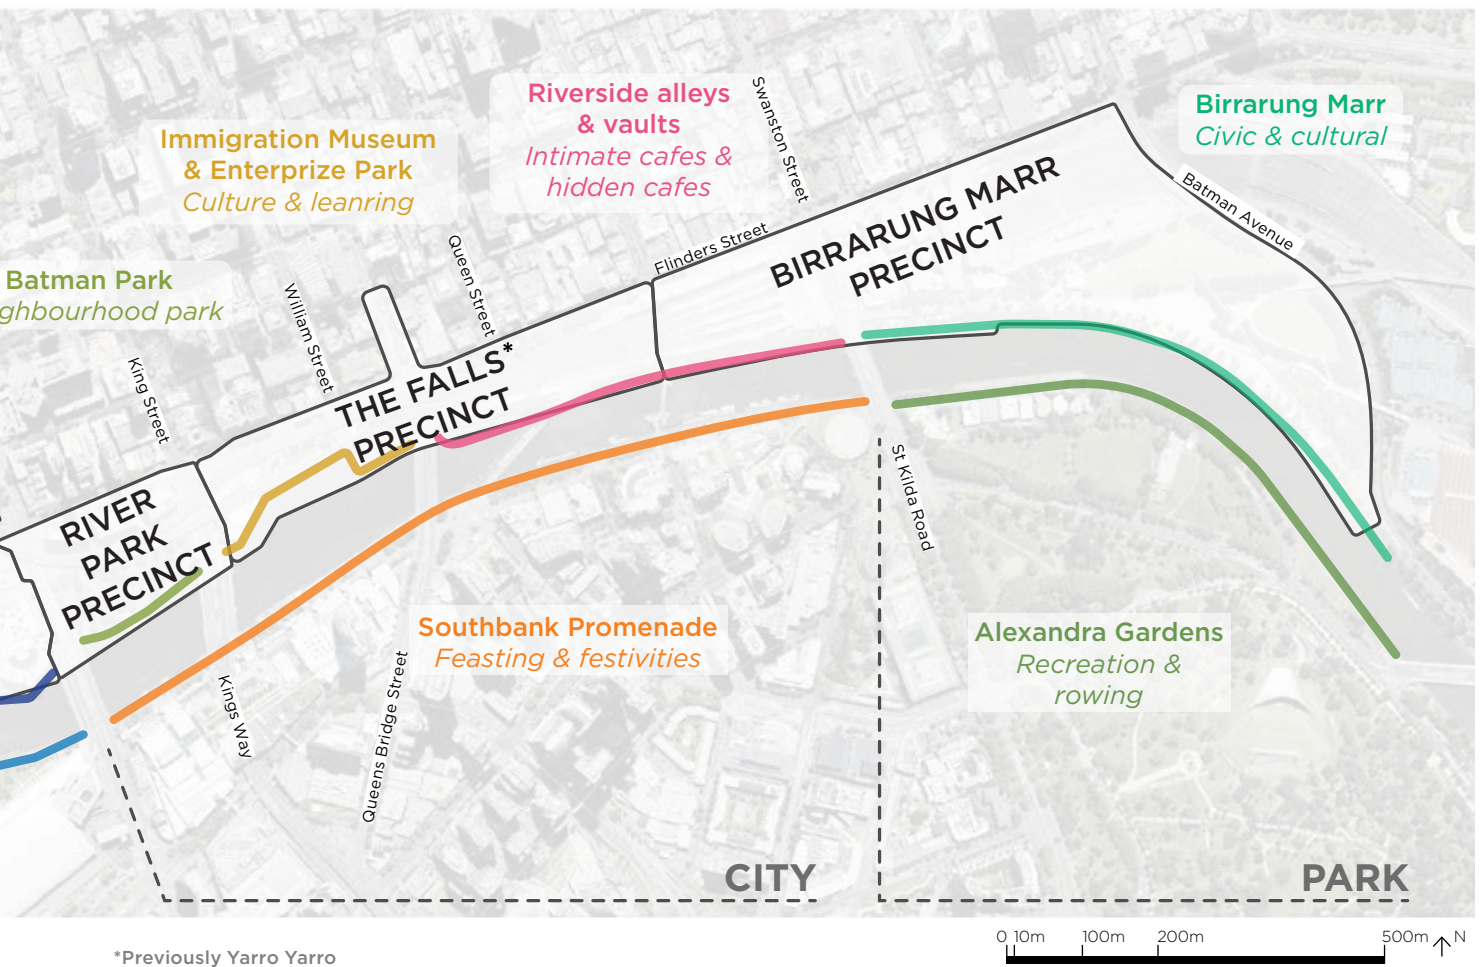 Riverside alleys
& vaults
Intimate cafes &
hidden cafes
Swanston Street
Birrarung Marr
Civic & cultural
Immigration Museum
& Enterprize Park
Culture & leanring
Batman Avenue
BIRRARUNG MARR
PRECINCT
Flinders Street
Queen Street
Batman Park
ghbourhood park
William Street
King Street
THE FALLS*
PRECINCT
RIVER
PARK
PRECINCT
St Kilda Road
Southbank Promenade
Feasting & festivities
Alexandra Gardens
Recreation &
rowing
Kings Way
Queens Bridge Street
CITY
PARK
*Previously Yarro Yarro
0 10m 100m 200m 500m N